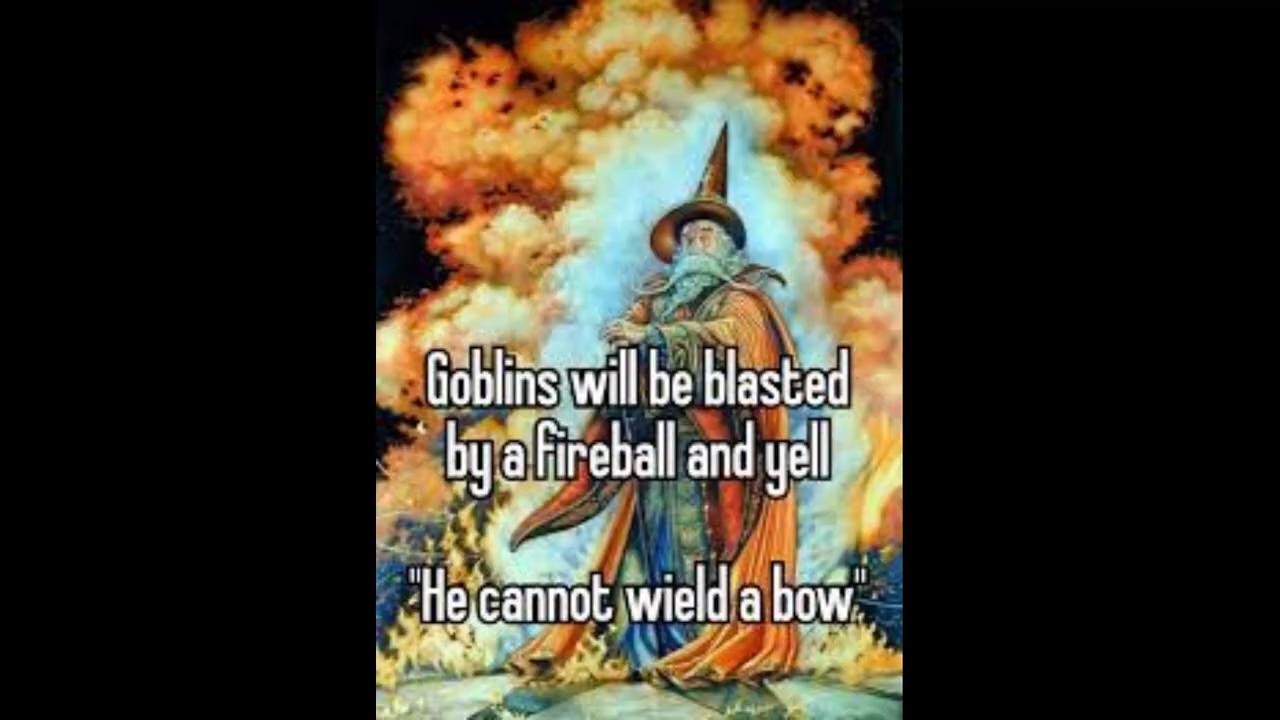 Goblins will be blasted
by a fireball and yell
"He cannot wield a bow"